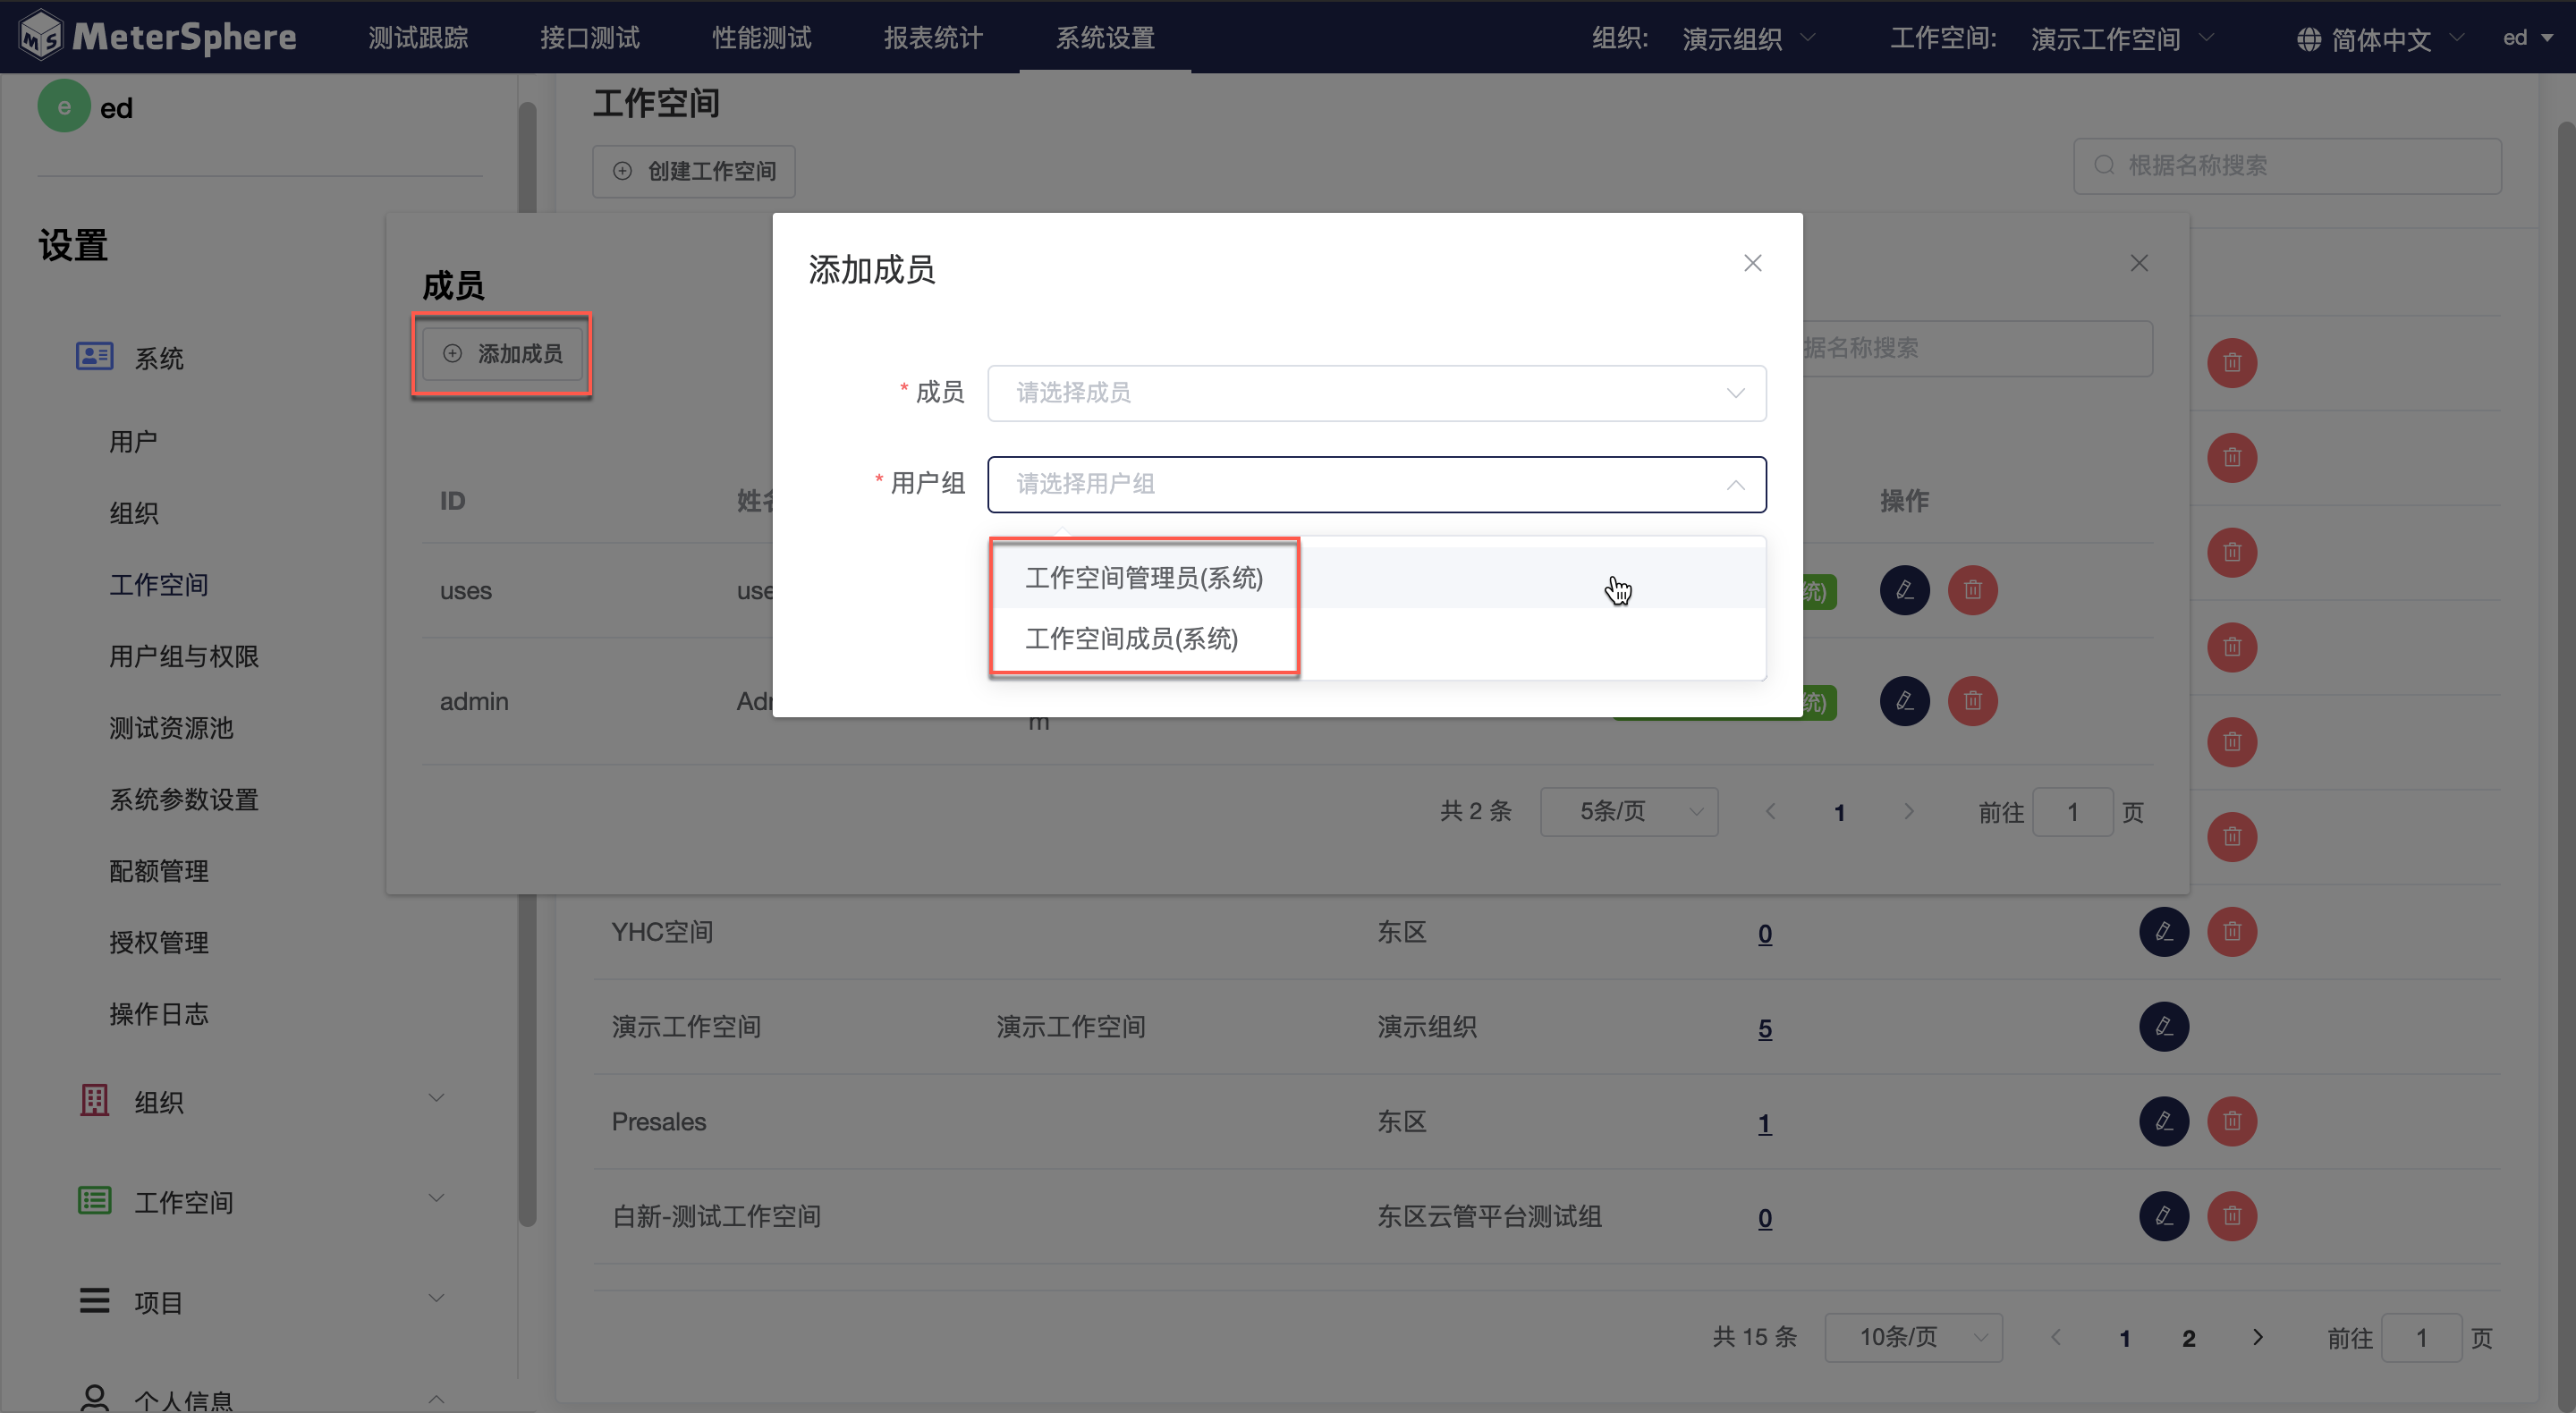 MeterSphere 测试跟踪 接口测试 性能测试 报表统计 系统设置 组织: 演示组织 工作空间: 演示工作空间 简体中文 ed
e ed
设置
系统
用户
组织
工作空间
用户组与权限
测试资源池
系统参数设置
配额管理
授权管理
操作日志
组织
工作空间
项目
个人信息
工作空间
创建工作空间
根据名称搜索
成员
添加成员
据名称搜索
ID 姓名 操作
uses use 统)
admin Adr m 统)
共 2 条 5条/页 1 前往 1 页
添加成员
* 成员 请选择成员
* 用户组 请选择用户组
工作空间管理员(系统)
工作空间成员(系统)
YHC空间 东区 0
演示工作空间 演示工作空间 演示组织 5
Presales 东区 1
白新-测试工作空间 东区云管平台测试组 0
共 15 条 10条/页 1 2 前往 1 页